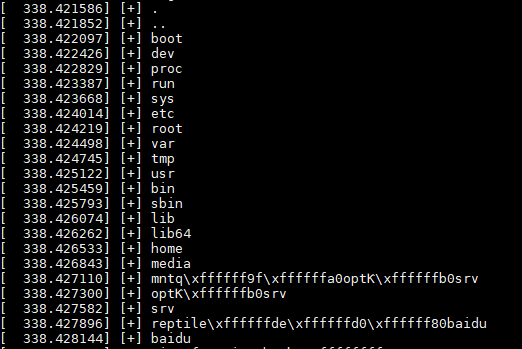 [  338.421586] [+] .
[  338.421852] [+] ..
[  338.422097] [+] boot
[  338.422426] [+] dev
[  338.422829] [+] proc
[  338.423387] [+] run
[  338.423668] [+] sys
[  338.424014] [+] etc
[  338.424219] [+] root
[  338.424498] [+] var
[  338.424745] [+] tmp
[  338.425122] [+] usr
[  338.425459] [+] bin
[  338.425793] [+] sbin
[  338.426074] [+] lib
[  338.426262] [+] lib64
[  338.426533] [+] home
[  338.426843] [+] media
[  338.427110] [+] mntq\xffffff9f\xffffffa0optK\xffffffb0srv
[  338.427300] [+] optK\xffffffb0srv
[  338.427582] [+] srv
[  338.427896] [+] reptile\xffffffde\xffffffd0\xffffff80baidu
[  338.428144] [+] baidu